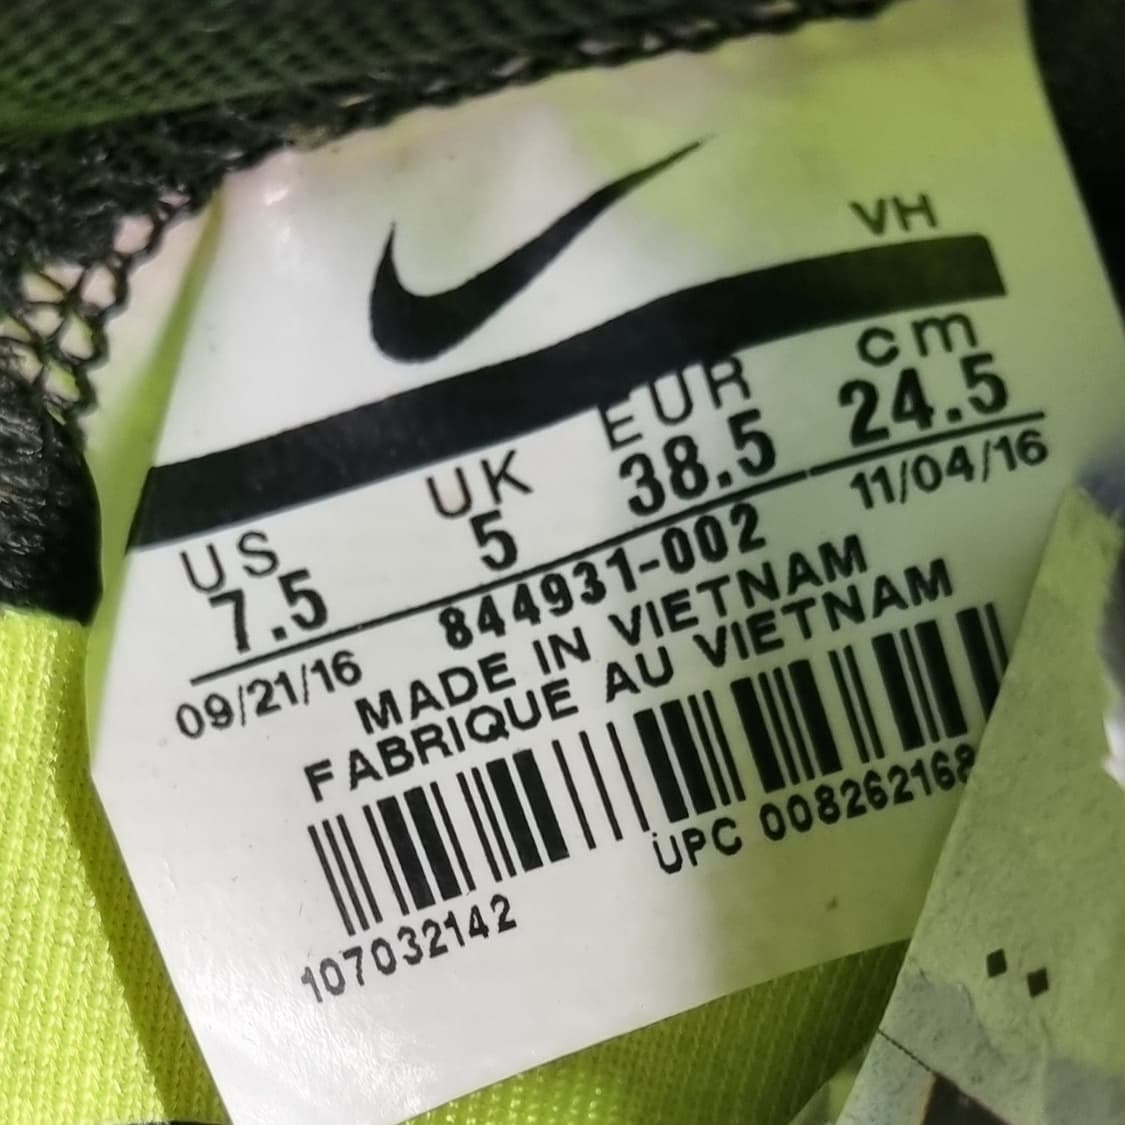 VH
US UK EUR cm
7.5 5 38.5 24.5
09/21/16 844931-002 11/04/16
MADE IN VIETNAM
FABRIQUE AU VIETNAM
107032142 UPC 008262168